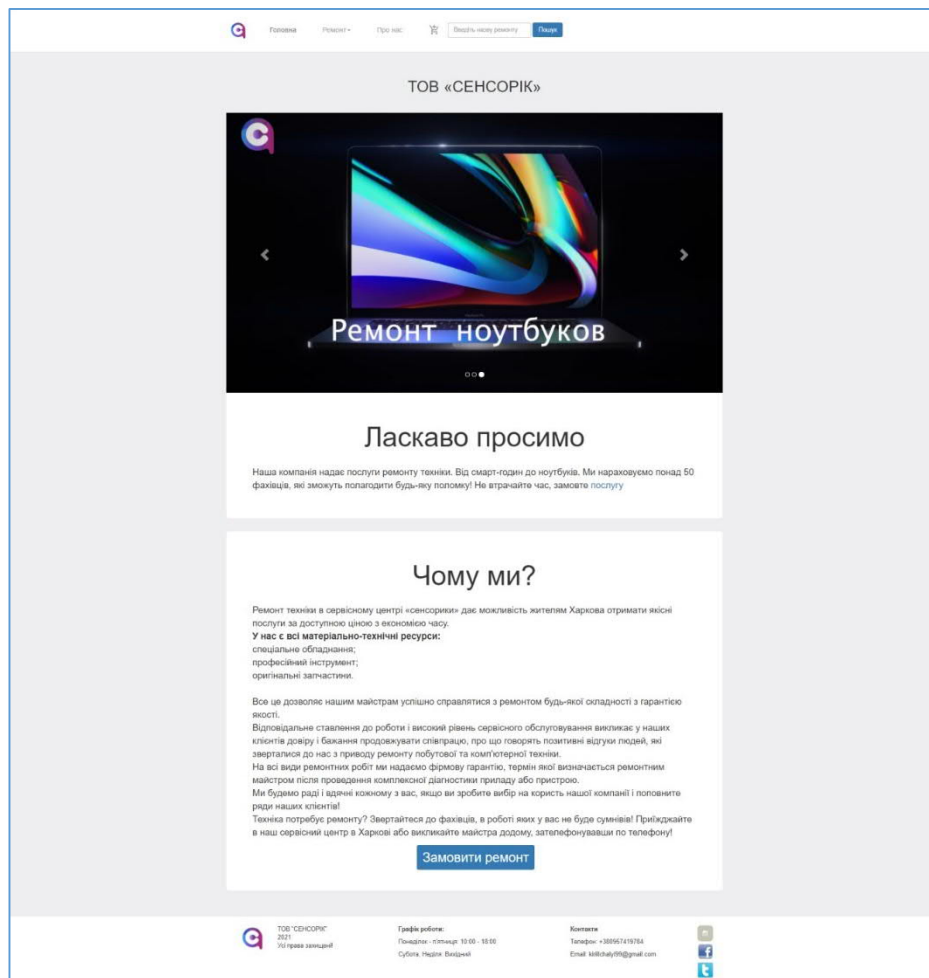 Головна Ремонт Про нас Введіть назву ремонту Пошук
ТОВ «СЕНСОРІК»
Ремонт ноутбуков
Ласкаво просимо
Наша компанія надає послуги ремонту техніки. Від смарт-годин до ноутбуків. Ми нараховуємо понад 50
фахівців, які зможуть полагодити будь-яку поломку! Не втрачайте час, замовте послугу
Чому ми?
Ремонт техніки в сервісному центрі «сенсорики» дає можливість жителям Харкова отримати якісні
послуги за доступною ціною з економією часу.
У нас є всі матеріально-технічні ресурси:
спеціальне обладнання;
професійний інструмент;
оригінальні запчастини.
Все це дозволяє нашим майстрам успішно справлятися з ремонтом будь-якої складності з гарантією
якості.
Відповідальне ставлення до роботи і високий рівень сервісного обслуговування викликає у наших
клієнтів довіру і бажання продовжувати співпрацю, про що говорять позитивні відгуки людей, які
зверталися до нас з приводу ремонту побутової та комп'ютерної техніки.
На всі види ремонтних робіт ми надаємо фірмову гарантію, термін якої визначається ремонтним
майстром після проведення комплексної діагностики приладу або пристрою.
Ми будемо раді і вдячні кожному з вас, якщо ви зробите вибір на користь нашої компанії і поповните
ряди наших клієнтів!
Техніка потребує ремонту? Звертайтеся до фахівців, в роботі яких у вас не буде сумнівів! Приїжджайте
в наш сервісний центр в Харкові або викликайте майстра додому, зателефонувавши по телефону!
Замовити ремонт
ТОВ "СЕНСОРІК"
2021
Усі права захищені!
Графік роботи:
Понеділок - п'ятниця: 10:00 - 18:00
Субота, Неділя: Вихідний
Контакти
Телефон: +380957419784
Email: